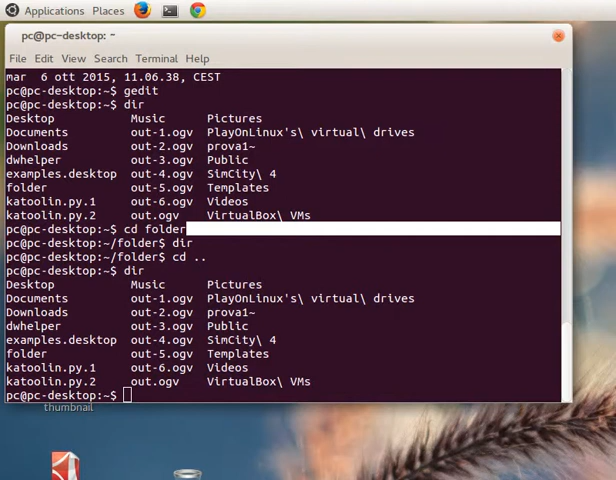 Applications Places
pc@pc-desktop: ~
File Edit View Search Terminal Help
mar  6 ott 2015, 11.06.38, CEST
pc@pc-desktop:~$ gedit
pc@pc-desktop:~$ dir
Desktop Music Pictures
Documents out-1.ogv PlayOnLinux's\ virtual\ drives
Downloads out-2.ogv prova1~
dwhelper out-3.ogv Public
examples.desktop out-4.ogv SimCity\ 4
folder out-5.ogv Templates
katoolin.py.1 out-6.ogv Videos
katoolin.py.2 out.ogv VirtualBox\ VMs
pc@pc-desktop:~$ cd folder
pc@pc-desktop:~/folder$ dir
pc@pc-desktop:~/folder$ cd ..
pc@pc-desktop:~$ dir
Desktop Music Pictures
Documents out-1.ogv PlayOnLinux's\ virtual\ drives
Downloads out-2.ogv prova1~
dwhelper out-3.ogv Public
examples.desktop out-4.ogv SimCity\ 4
folder out-5.ogv Templates
katoolin.py.1 out-6.ogv Videos
katoolin.py.2 out.ogv VirtualBox\ VMs
pc@pc-desktop:~$
thumbnail